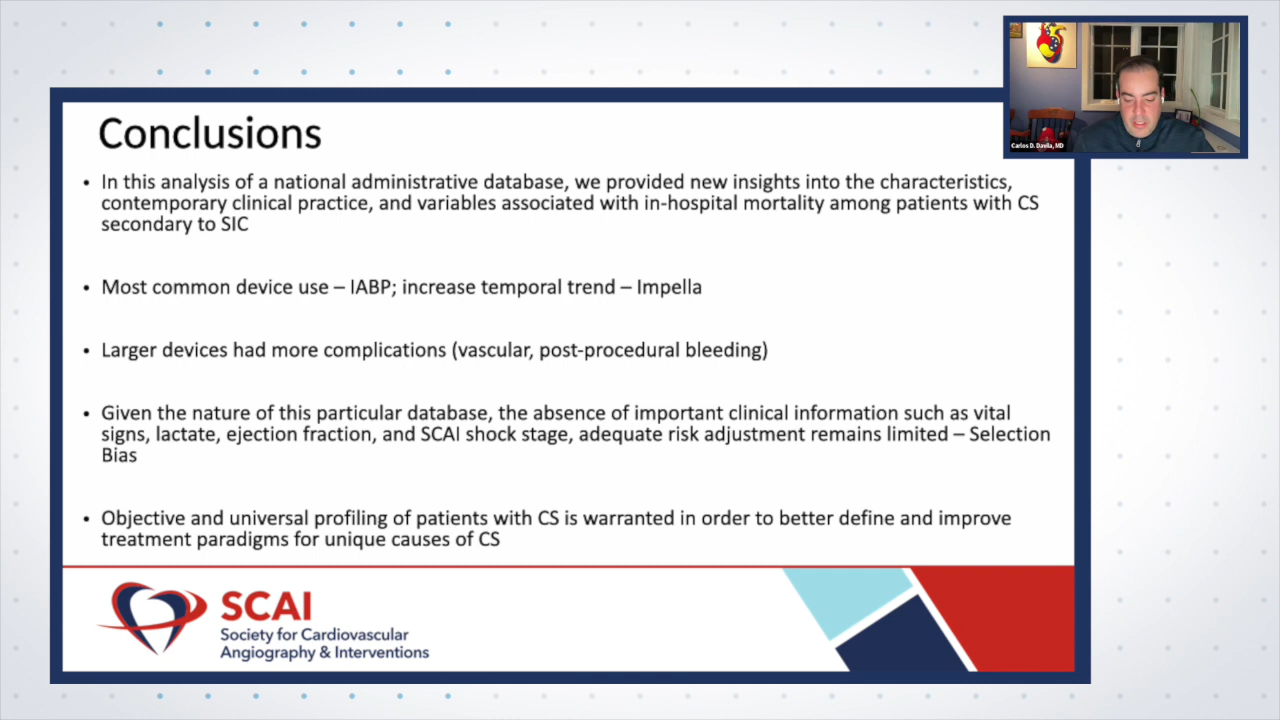 Conclusions
• In this analysis of a national administrative database, we provided new insights into the characteristics,
contemporary clinical practice, and variables associated with in-hospital mortality among patients with CS
secondary to SIC
• Most common device use – IABP; increase temporal trend – Impella
• Larger devices had more complications (vascular, post-procedural bleeding)
• Given the nature of this particular database, the absence of important clinical information such as vital
signs, lactate, ejection fraction, and SCAI shock stage, adequate risk adjustment remains limited – Selection
Bias
• Objective and universal profiling of patients with CS is warranted in order to better define and improve
treatment paradigms for unique causes of CS
SCAI
Society for Cardiovascular
Angiography & Interventions
Carlos D. Davila, MD